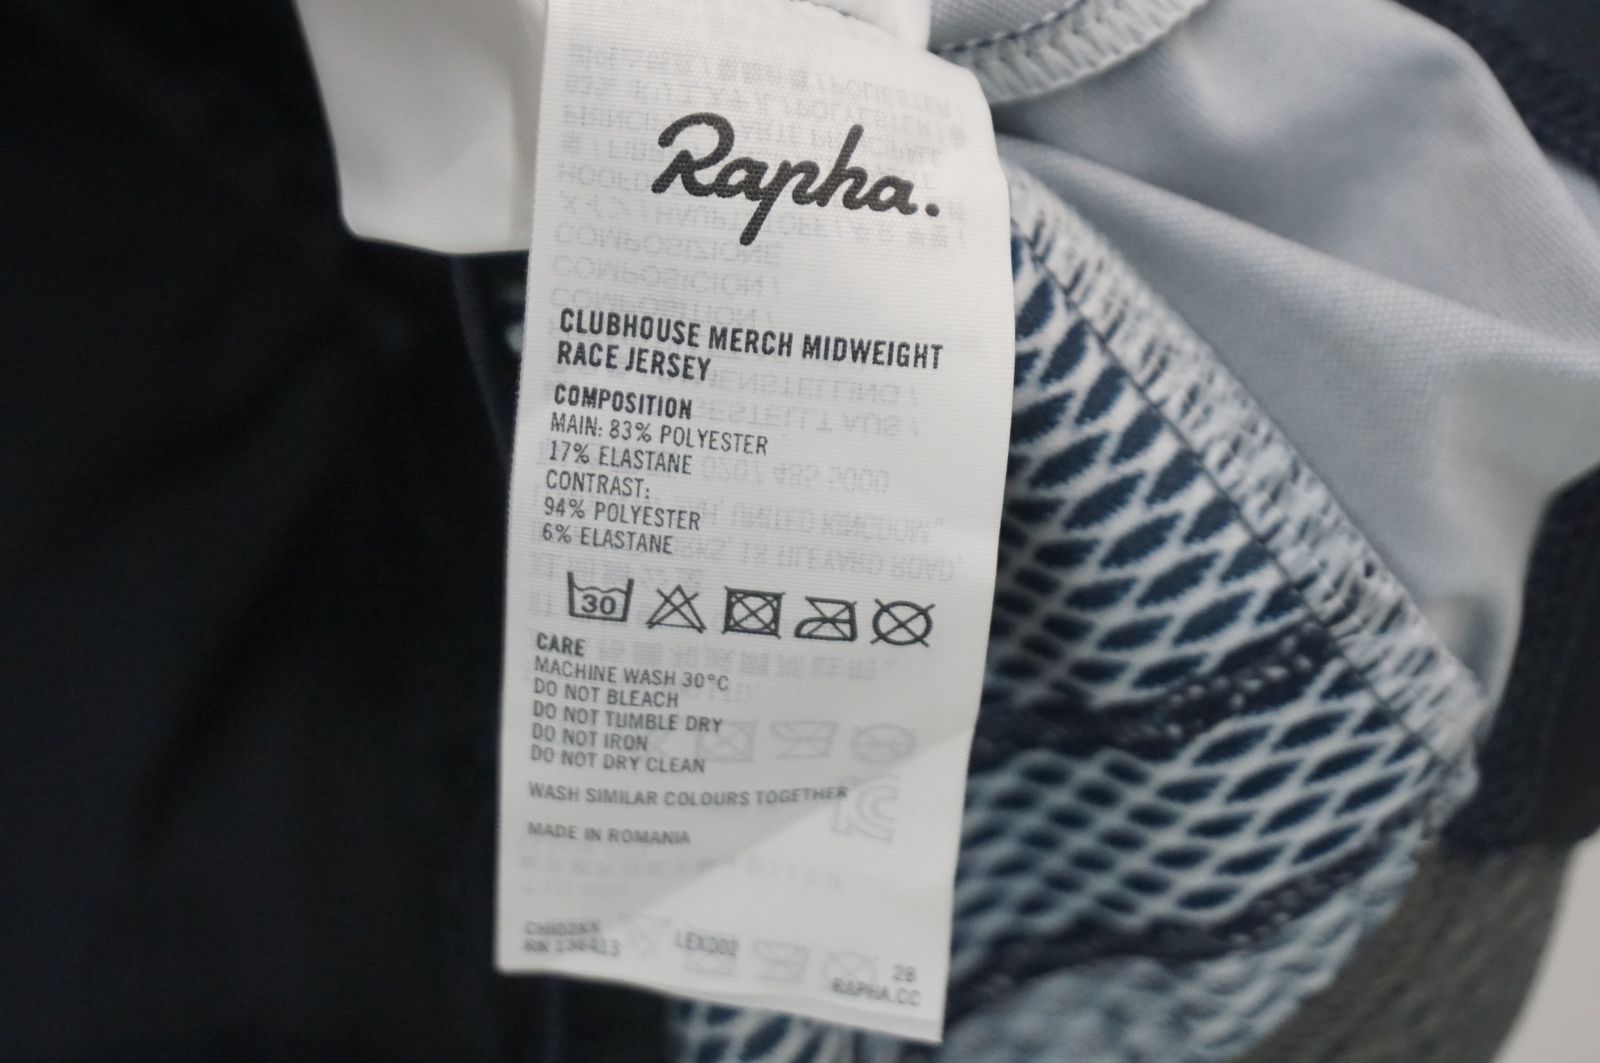 Rapha.
CLUBHOUSE MERCH MIDWEIGHT
RACE JERSEY
COMPOSITION
MAIN: 83% POLYESTER
17% ELASTANE
CONTRAST:
94% POLYESTER
6% ELASTANE
30
CARE
MACHINE WASH 30°C
DO NOT BLEACH
DO NOT TUMBLE DRY
DO NOT IRON
DO NOT DRY CLEAN
WASH SIMILAR COLOURS TOGETHER
MADE IN ROMANIA
LEX002
28
RAPHA.CC